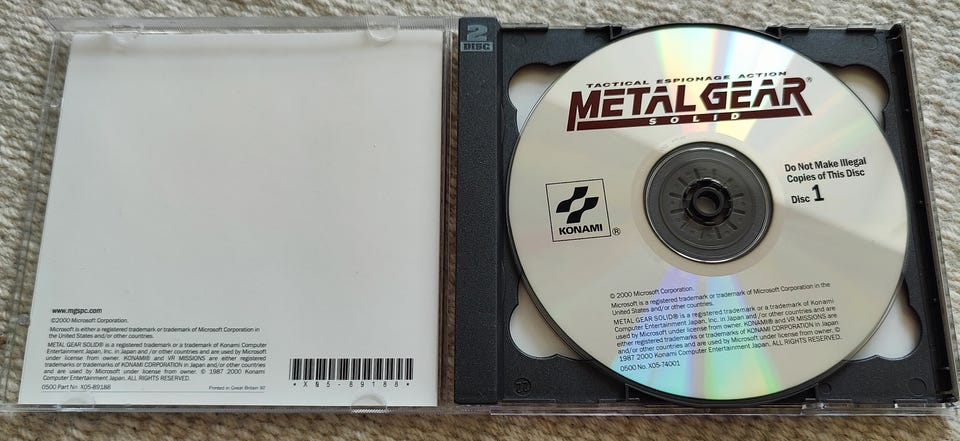 www.mgspc.com
©2000 Microsoft Corporation.
Microsoft is either a registered trademark or trademark of Microsoft Corporation in
the United States and/or other countries.
METAL GEAR SOLID® is a registered trademark or a trademark of Konami Computer
Entertainment Japan, Inc. in Japan and /or other countries and are used by Microsoft
under license from owner. KONAMI® and VR MISSIONS are either registered
trademarks or trademarks of KONAMI CORPORATION in Japan and /or other countries
and are used by Microsoft under license from owner. © 1987 2000 Konami Computer
Entertainment Japan, ALL RIGHTS RESERVED.
0500 Part No. X05-89188
Printed in Great Britain 92
*X05-89188*
2
DISC
TACTICAL ESPIONAGE ACTION
METAL GEAR®
SOLID
Do Not Make Illegal
Copies of This Disc
Disc 1
KONAMI®
© 2000 Microsoft Corporation.
Microsoft is a registered trademark or trademark of Microsoft Corporation in the
United States and/or other countries.
METAL GEAR SOLID® is a registered trademark or a trademark of Konami
Computer Entertainment Japan, Inc. in Japan and /or other countries and are
used by Microsoft under license from owner. KONAMI® and VR MISSIONS are
either registered trademarks or trademarks of KONAMI CORPORATION in Japan
and /or other countries and are used by Microsoft under license from owner. ©
1987 2000 Konami Computer Entertainment Japan, ALL RIGHTS RESERVED.
0500 No. X05-74001